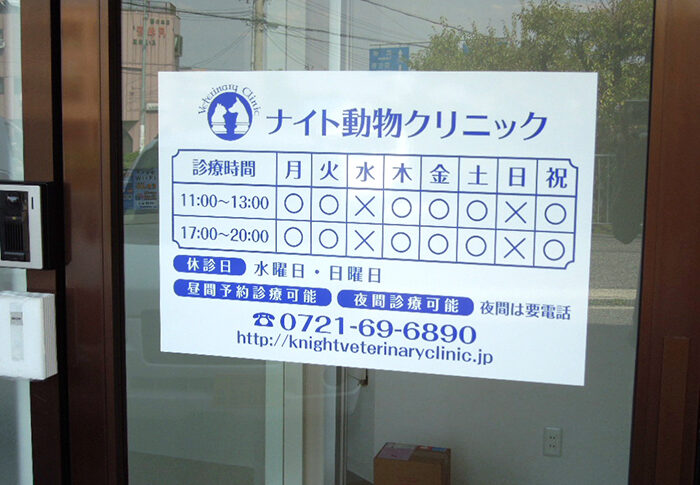 Veterinary Clinic
ナイト動物クリニック
診療時間 月 火 水 木 金 土 日 祝
11:00～13:00 ○ ○ × ○ ○ ○ × ○
17:00～20:00 ○ ○ × ○ ○ ○ × ○
休診日 水曜日・日曜日
昼間予約診療可能 夜間診療可能 夜間は要電話
☎0721-69-6890
http://knightveterinaryclinic.jp